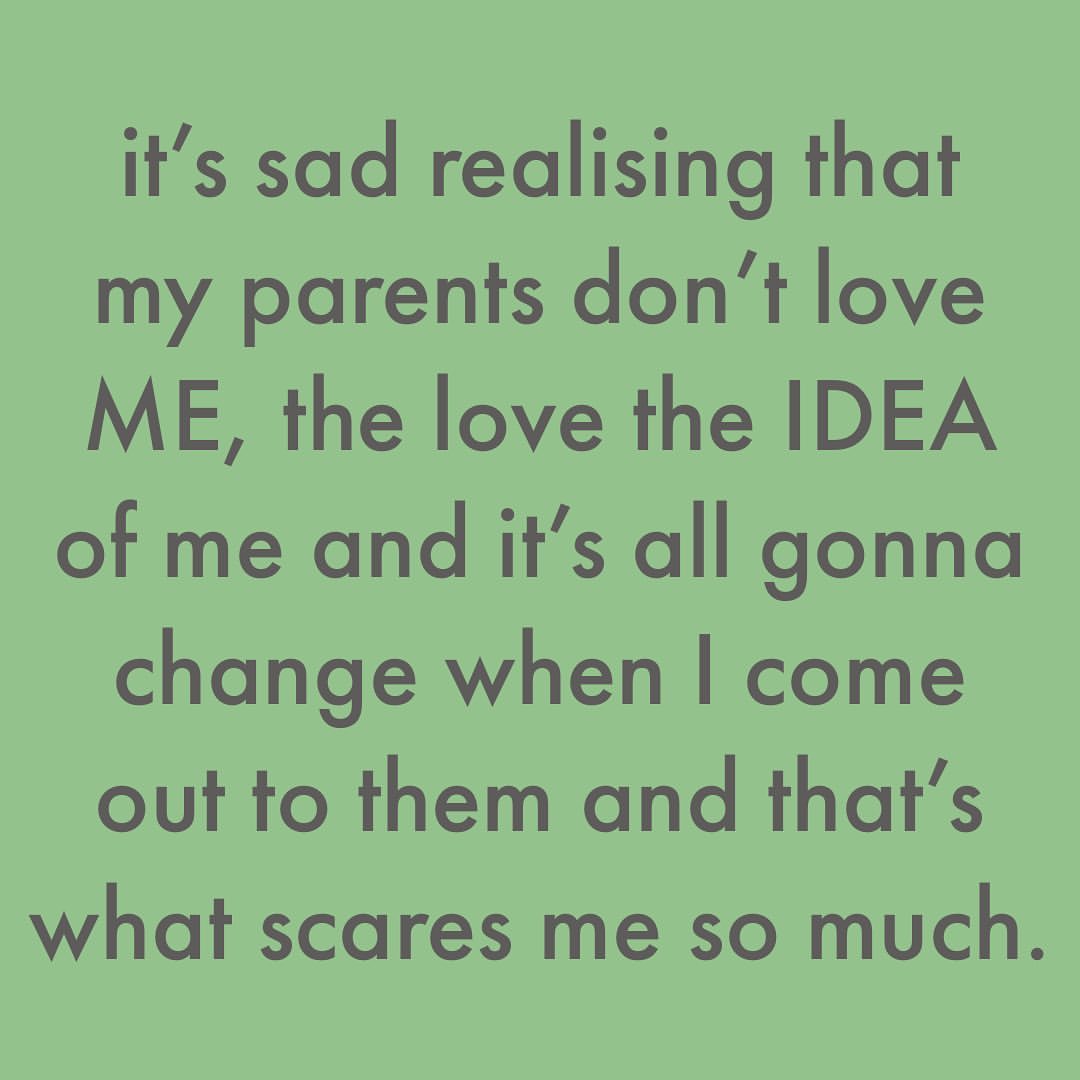 it’s sad realising that
my parents don’t love
ME, the love the IDEA
of me and it’s all gonna
change when I come
out to them and that’s
what scares me so much.